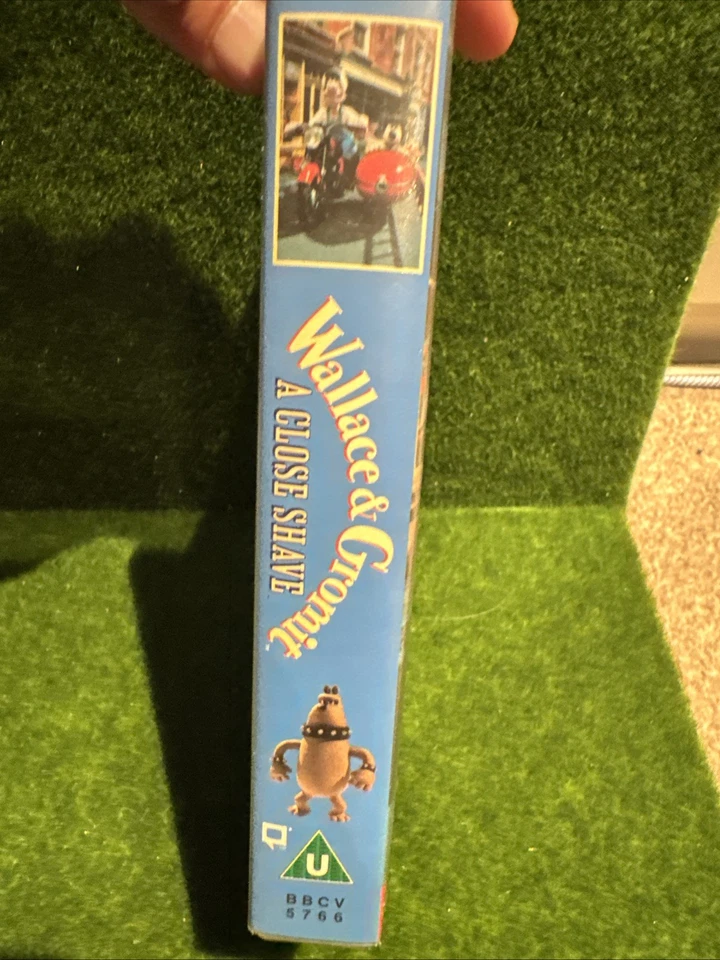 Wallace & Gromit
A CLOSE SHAVE
U
BBCV
5766